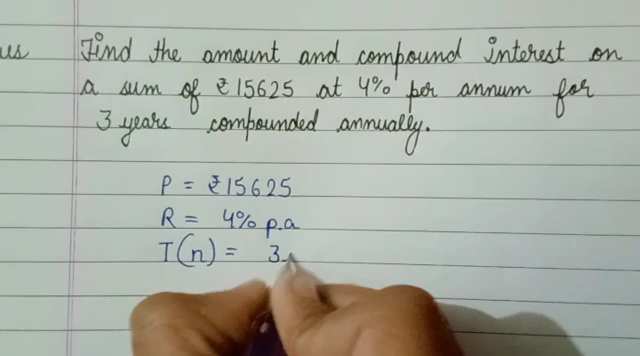 us Find the amount and compound interest on
a sum of ₹15625 at 4% per annum for
3 years compounded annually.
P = ₹15625
R = 4% p.a
T(n) = 3